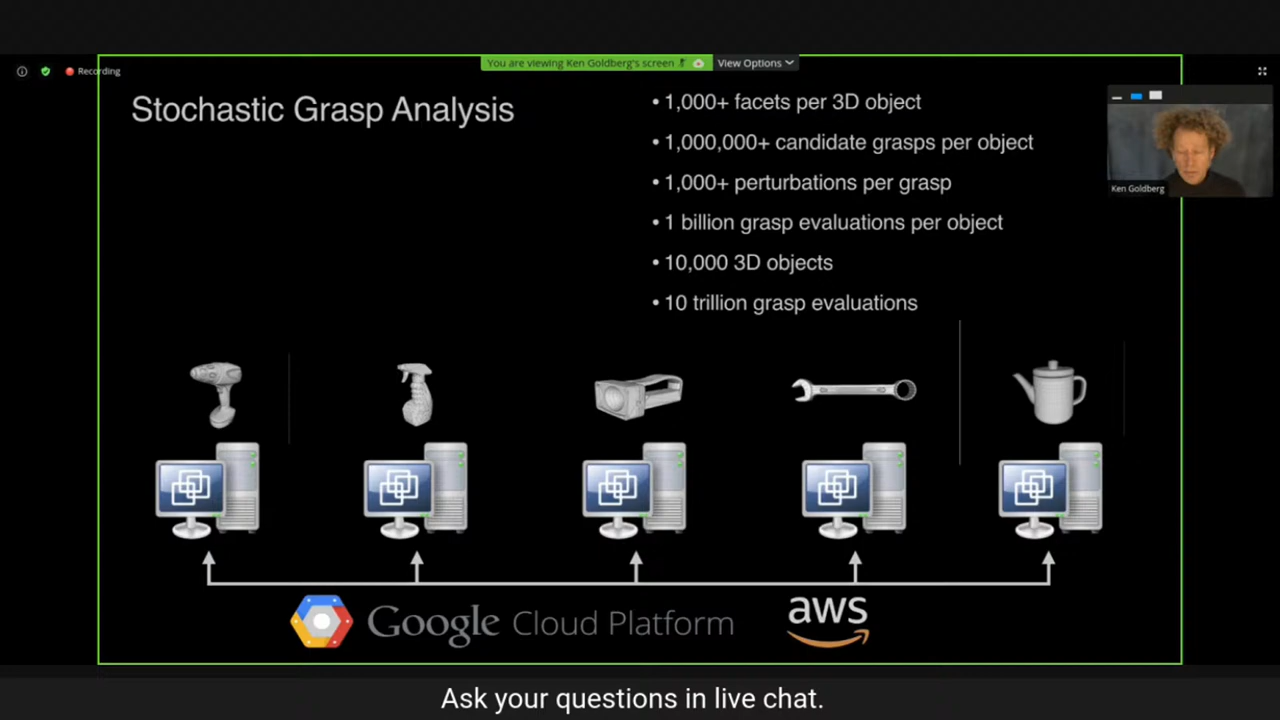 You are viewing Ken Goldberg's screen
View Options
Recording
Stochastic Grasp Analysis
• 1,000+ facets per 3D object
• 1,000,000+ candidate grasps per object
• 1,000+ perturbations per grasp
• 1 billion grasp evaluations per object
• 10,000 3D objects
• 10 trillion grasp evaluations
Ken Goldberg
Google Cloud Platform
aws
Ask your questions in live chat.